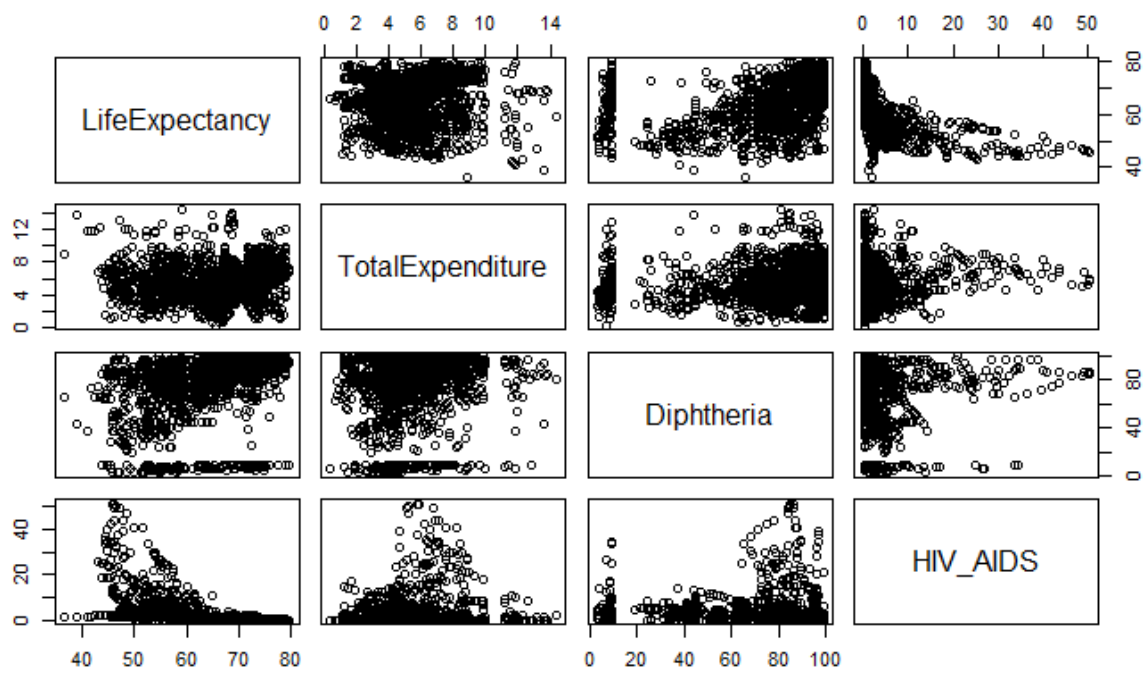 0 2 4 6 8 10 14
0 10 20 30 40 50
LifeExpectancy
40 60 80
0 4 8 12
TotalExpenditure
Diphtheria
0 40 80
0 20 40
HIV_AIDS
40 50 60 70 80
0 20 40 60 80 100